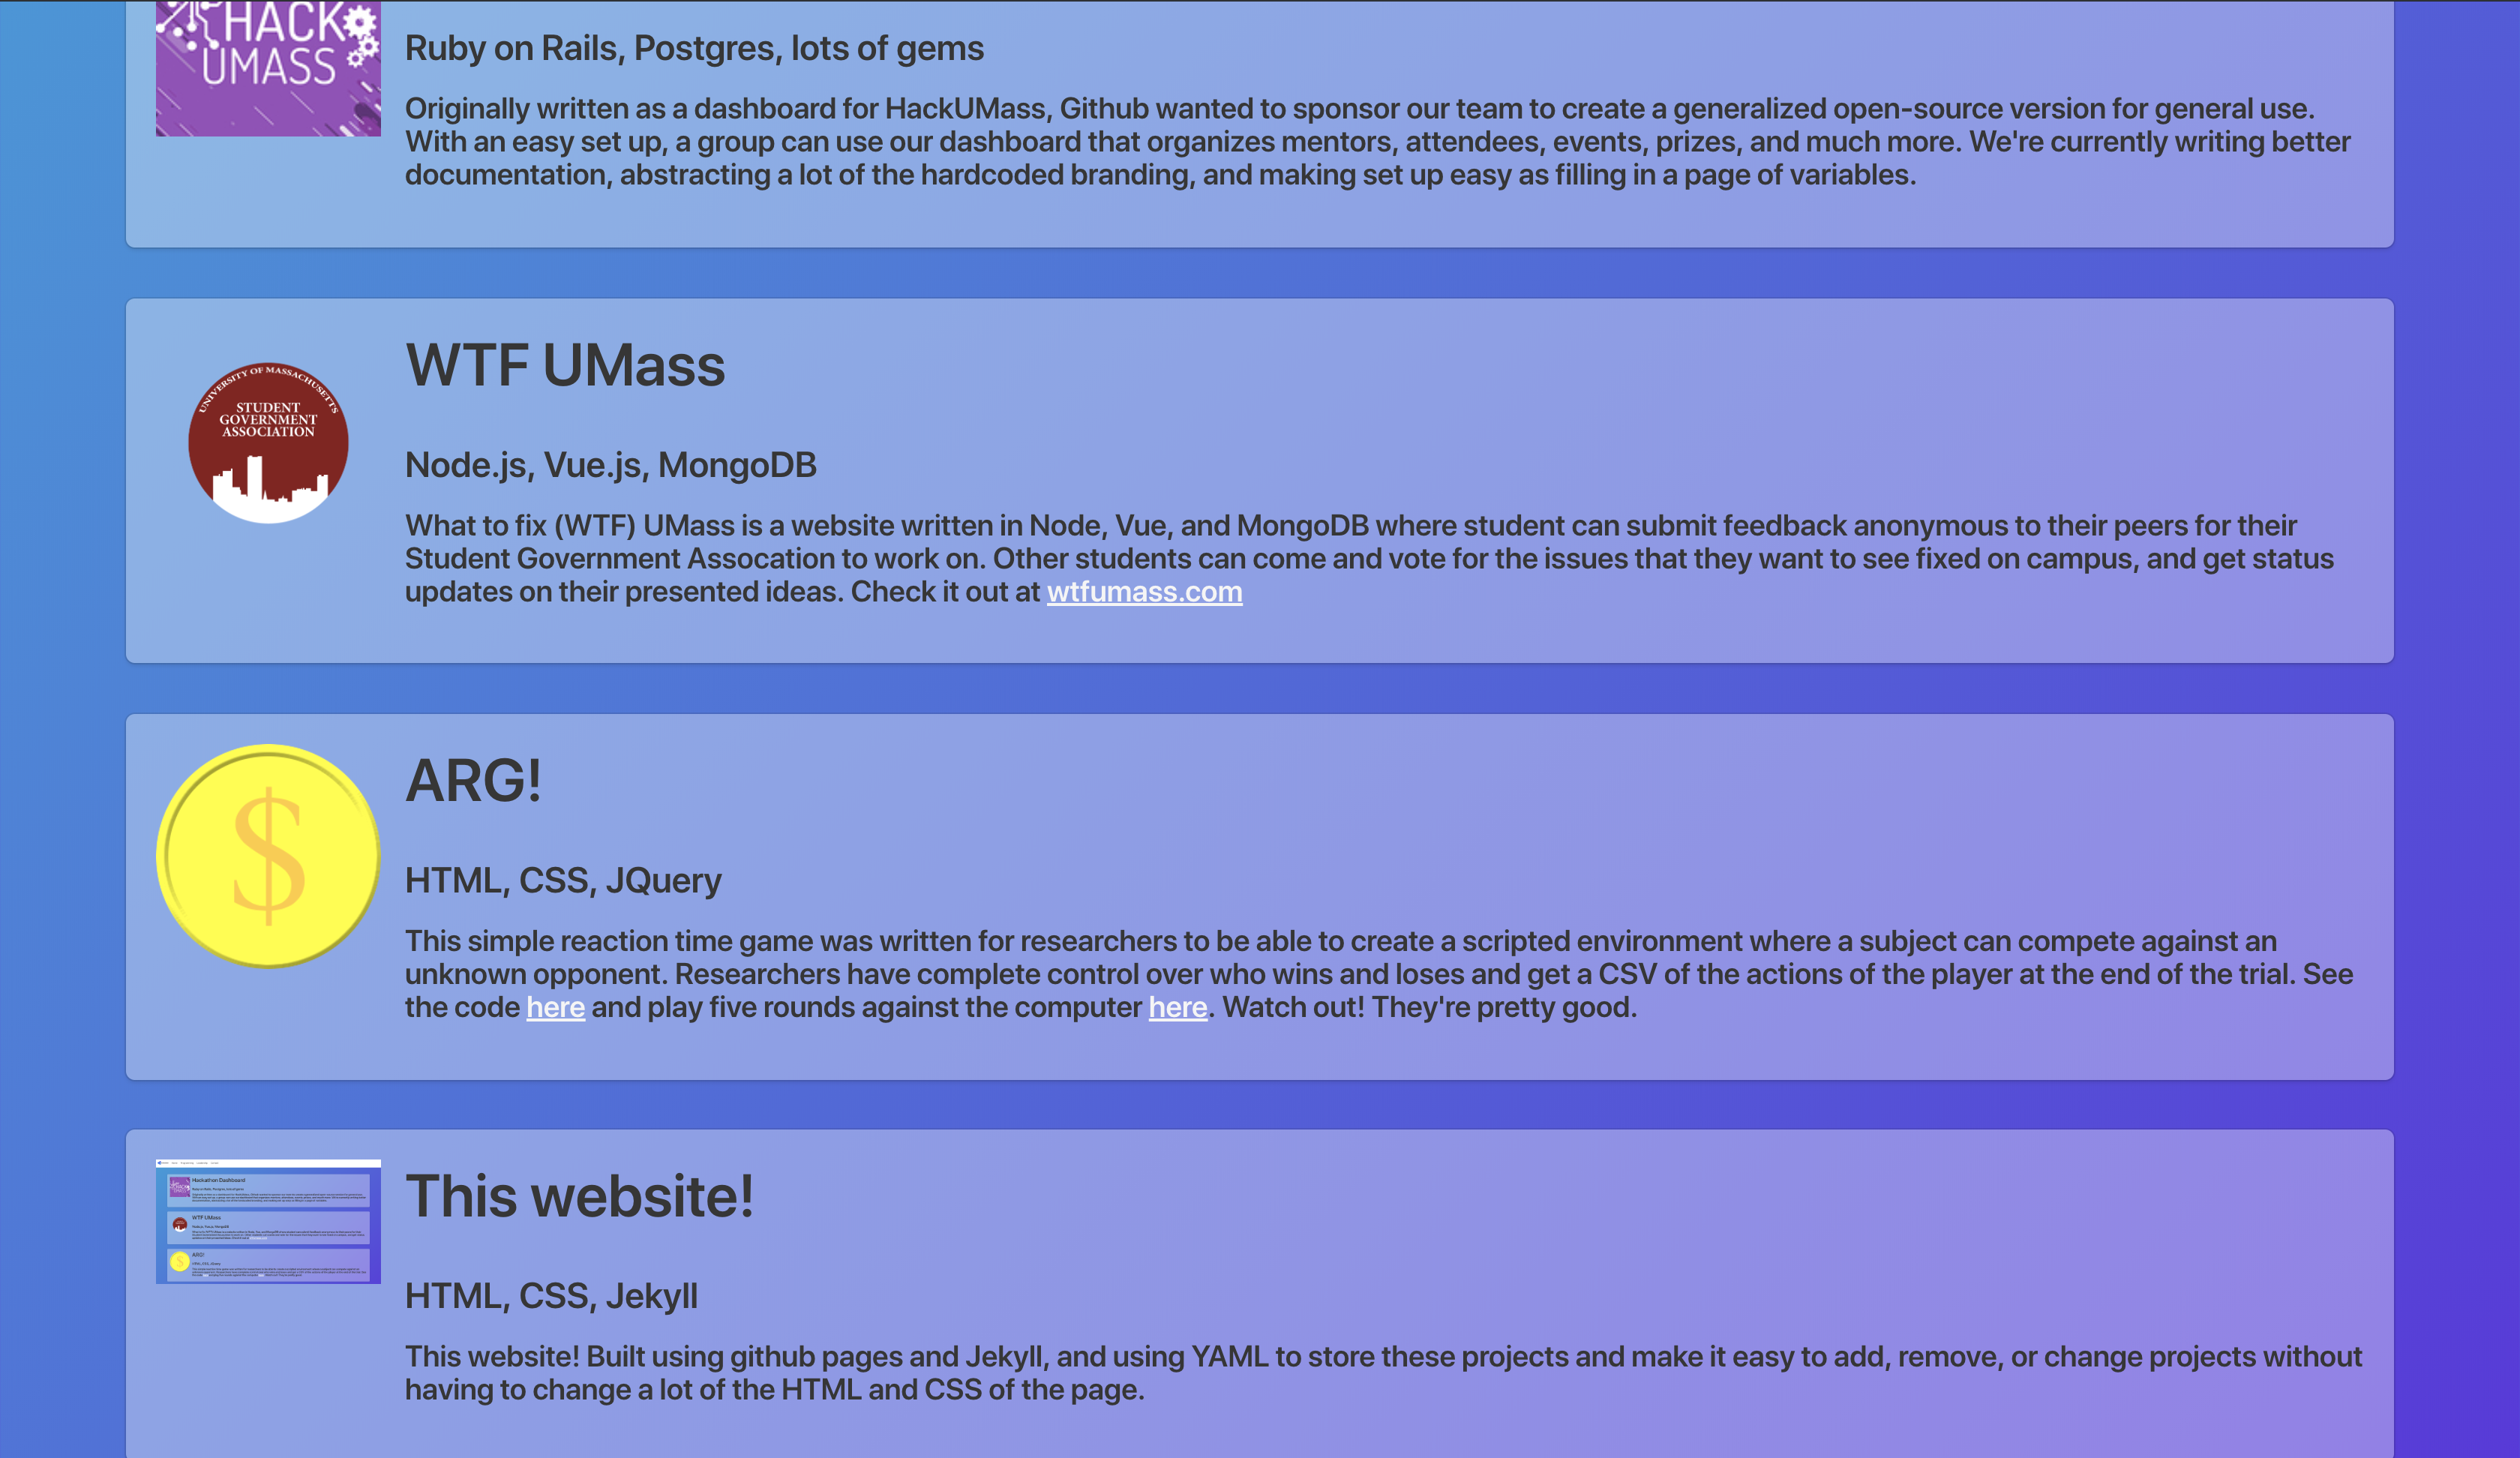 HACK
UMASS
Ruby on Rails, Postgres, lots of gems
Originally written as a dashboard for HackUMass, Github wanted to sponsor our team to create a generalized open-source version for general use.
With an easy set up, a group can use our dashboard that organizes mentors, attendees, events, prizes, and much more. We're currently writing better
documentation, abstracting a lot of the hardcoded branding, and making set up easy as filling in a page of variables.
UNIVERSITY OF MASSACHUSETTS
STUDENT
GOVERNMENT
ASSOCIATION
WTF UMass
Node.js, Vue.js, MongoDB
What to fix (WTF) UMass is a website written in Node, Vue, and MongoDB where student can submit feedback anonymous to their peers for their
Student Government Assocation to work on. Other students can come and vote for the issues that they want to see fixed on campus, and get status
updates on their presented ideas. Check it out at wtfumass.com
$
ARG!
HTML, CSS, JQuery
This simple reaction time game was written for researchers to be able to create a scripted environment where a subject can compete against an
unknown opponent. Researchers have complete control over who wins and loses and get a CSV of the actions of the player at the end of the trial. See
the code here and play five rounds against the computer here. Watch out! They're pretty good.
Hackathon Dashboard
WTF UMass
ARG!
This website!
HTML, CSS, Jekyll
This website! Built using github pages and Jekyll, and using YAML to store these projects and make it easy to add, remove, or change projects without
having to change a lot of the HTML and CSS of the page.